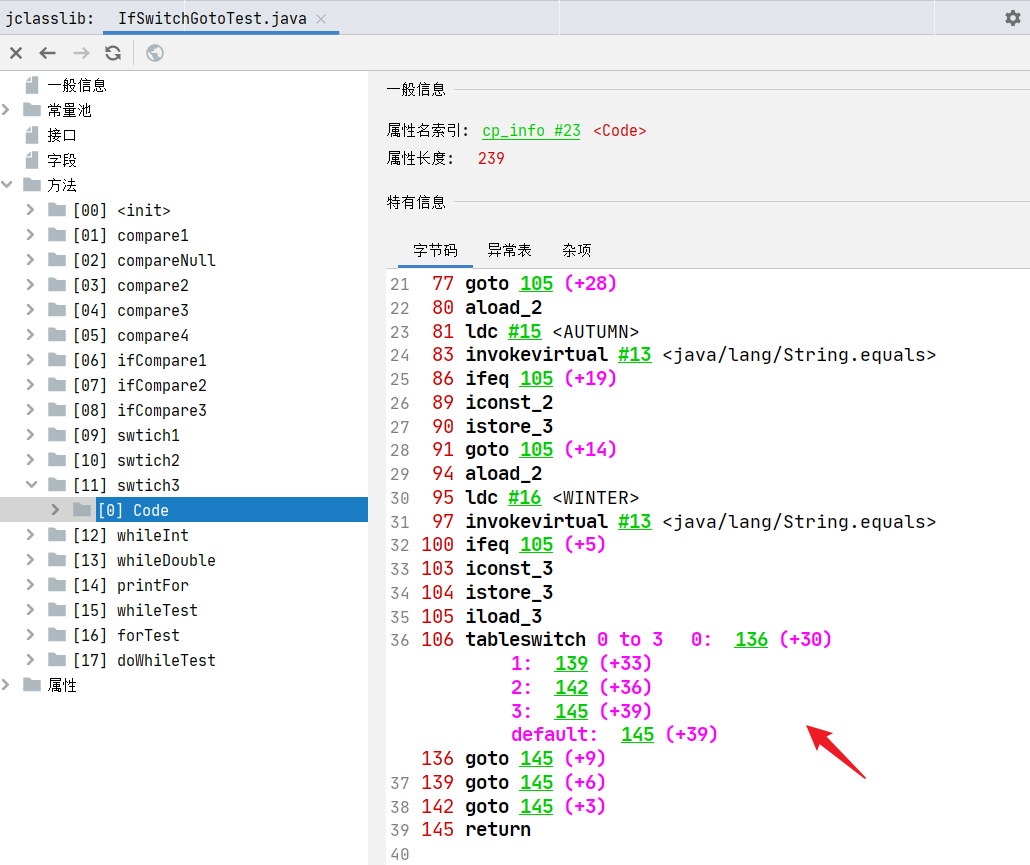 jclasslib: IfSwitchGotoTest.java
一般信息
常量池
接口
字段
方法
[00] <init>
[01] compare1
[02] compareNull
[03] compare2
[04] compare3
[05] compare4
[06] ifCompare1
[07] ifCompare2
[08] ifCompare3
[09] swtich1
[10] swtich2
[11] swtich3
[0] Code
[12] whileInt
[13] whileDouble
[14] printFor
[15] whileTest
[16] forTest
[17] doWhileTest
属性
一般信息
属性名索引: cp_info #23 <Code>
属性长度: 239
特有信息
字节码 异常表 杂项
21 77 goto 105 (+28)
22 80 aload_2
23 81 ldc #15 <AUTUMN>
24 83 invokevirtual #13 <java/lang/String.equals>
25 86 ifeq 105 (+19)
26 89 iconst_2
27 90 istore_3
28 91 goto 105 (+14)
29 94 aload_2
30 95 ldc #16 <WINTER>
31 97 invokevirtual #13 <java/lang/String.equals>
32 100 ifeq 105 (+5)
33 103 iconst_3
34 104 istore_3
35 105 iload_3
36 106 tableswitch 0 to 3 0: 136 (+30)
1: 139 (+33)
2: 142 (+36)
3: 145 (+39)
default: 145 (+39)
136 goto 145 (+9)
37 139 goto 145 (+6)
38 142 goto 145 (+3)
39 145 return
40